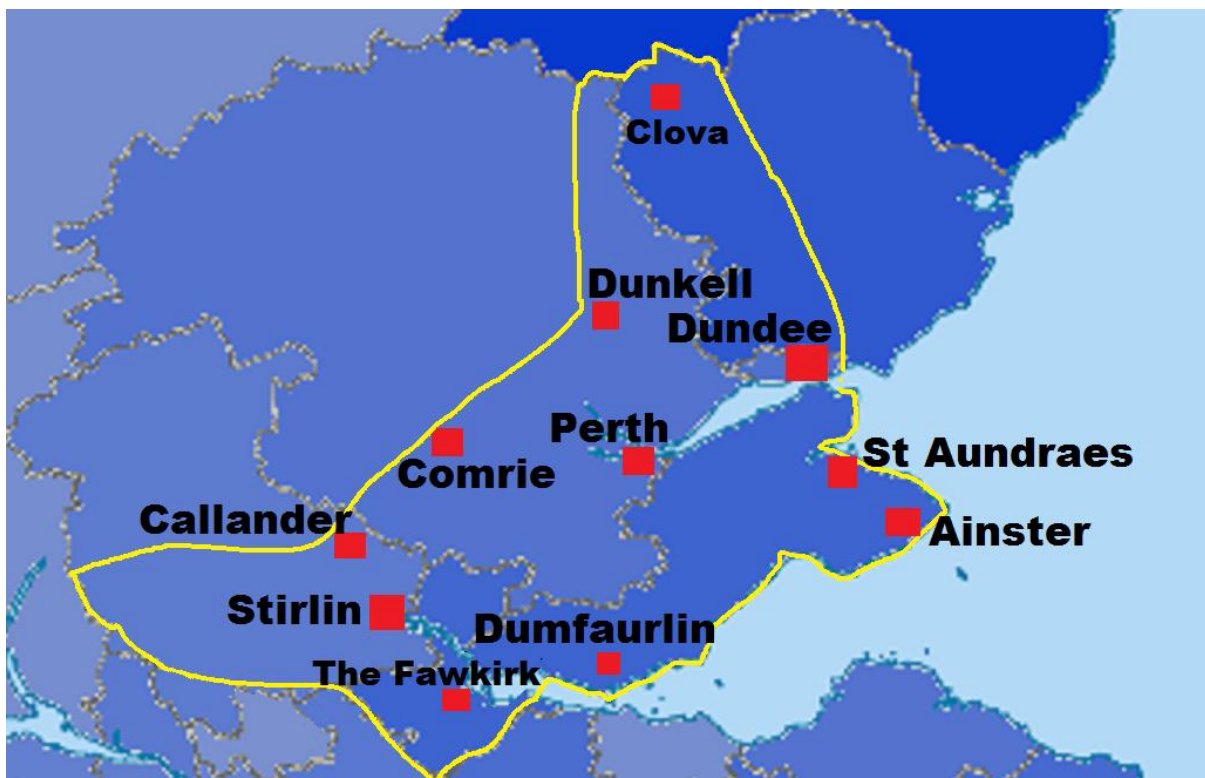 Clova
Dunkell
Dundee
Perth
St Aundraes
Comrie
Callander
Ainster
Stirlin
Dumfaurlin
The Fawkirk